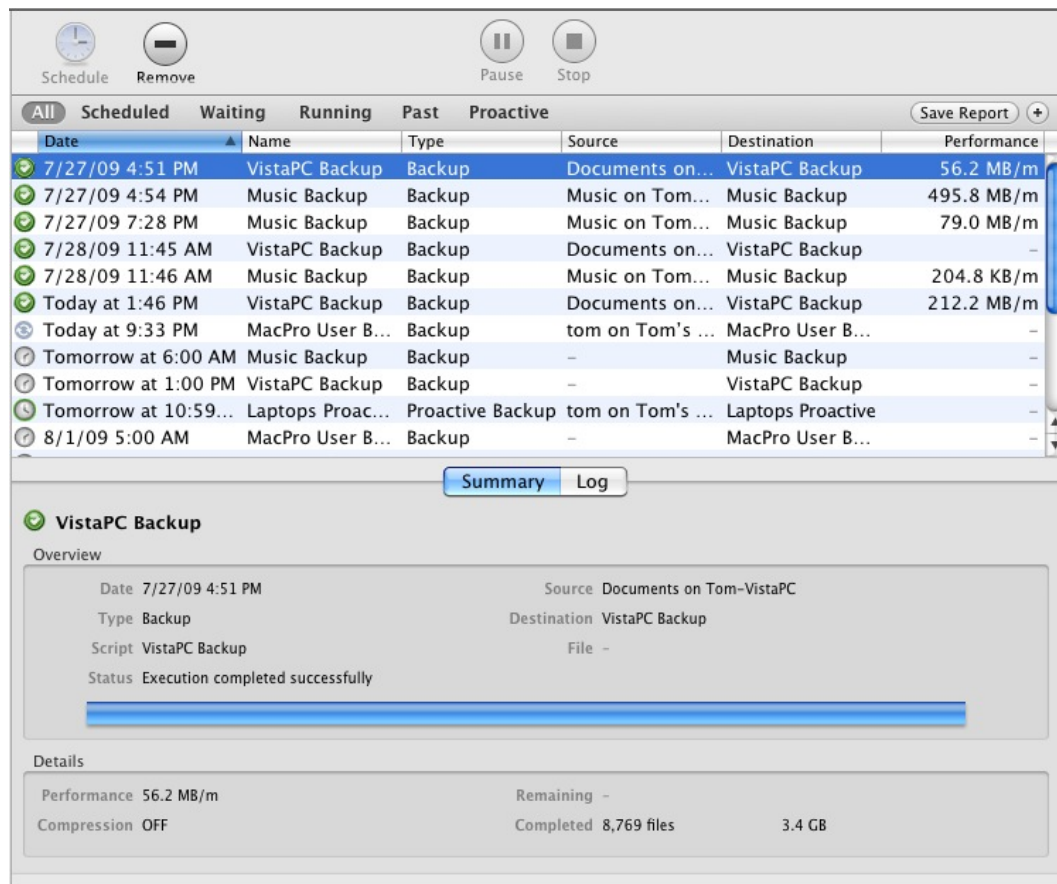 Schedule Remove Pause Stop
All Scheduled Waiting Running Past Proactive Save Report +
Date Name Type Source Destination Performance
7/27/09 4:51 PM VistaPC Backup Backup Documents on... VistaPC Backup 56.2 MB/m
7/27/09 4:54 PM Music Backup Backup Music on Tom... Music Backup 495.8 MB/m
7/27/09 7:28 PM Music Backup Backup Music on Tom... Music Backup 79.0 MB/m
7/28/09 11:45 AM VistaPC Backup Backup Documents on... VistaPC Backup –
7/28/09 11:46 AM Music Backup Backup Music on Tom... Music Backup 204.8 KB/m
Today at 1:46 PM VistaPC Backup Backup Documents on... VistaPC Backup 212.2 MB/m
Today at 9:33 PM MacPro User B... Backup tom on Tom's ... MacPro User B... –
Tomorrow at 6:00 AM Music Backup Backup – Music Backup –
Tomorrow at 1:00 PM VistaPC Backup Backup – VistaPC Backup –
Tomorrow at 10:59... Laptops Proac... Proactive Backup tom on Tom's ... Laptops Proactive –
8/1/09 5:00 AM MacPro User B... Backup – MacPro User B... –
Summary Log
VistaPC Backup
Overview
Date 7/27/09 4:51 PM Source Documents on Tom-VistaPC
Type Backup Destination VistaPC Backup
Script VistaPC Backup File –
Status Execution completed successfully
Details
Performance 56.2 MB/m Remaining –
Compression OFF Completed 8,769 files 3.4 GB